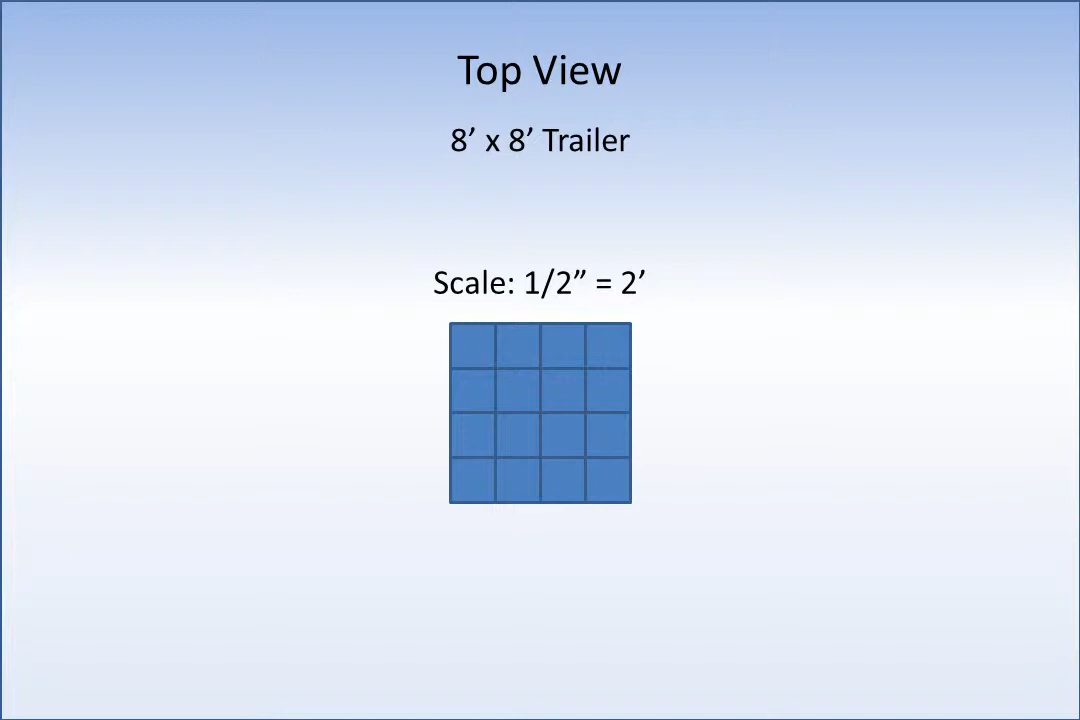 Top View
8’ x 8’ Trailer
Scale: 1/2” = 2’